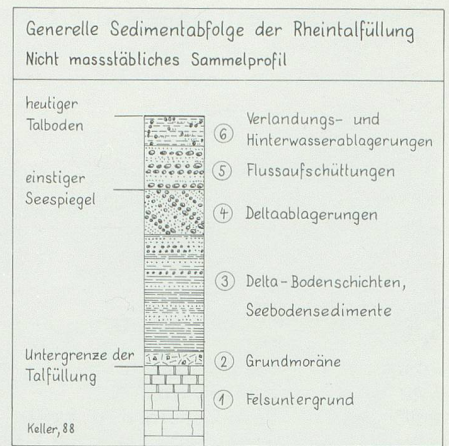 Generelle Sedimentabfolge der Rheintalfüllung
Nicht massstäbliches Sammelprofil
heutiger
Talboden
6 Verlandungs- und
Hinterwasserablagerungen
5 Flussaufschüttungen
einstiger
Seespiegel
4 Deltaablagerungen
3 Delta-Bodenschichten,
Seebodensedimente
Untergrenze der
Talfüllung
2 Grundmoräne
1 Felsuntergrund
Keller, 88